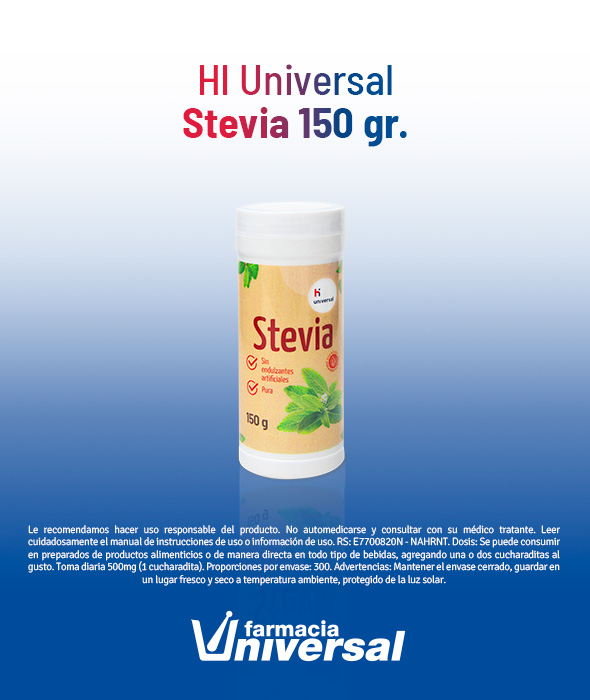 HI Universal
Stevia 150 gr.
H
universal
Stevia
Sin
endulzantes
artificiales
Pura
150 g
Le recomendamos hacer uso responsable del producto. No automedicarse y consultar con su médico tratante. Leer
cuidadosamente el manual de instrucciones de uso o información de uso. RS: E7700820N - NAHRNT. Dosis: Se puede consumir
en preparados de productos alimenticios o de manera directa en todo tipo de bebidas, agregando una o dos cucharaditas al
gusto. Toma diaria 500mg (1 cucharadita). Proporciones por envase: 300. Advertencias: Mantener el envase cerrado, guardar en
un lugar fresco y seco a temperatura ambiente, protegido de la luz solar.
farmacia
Universal